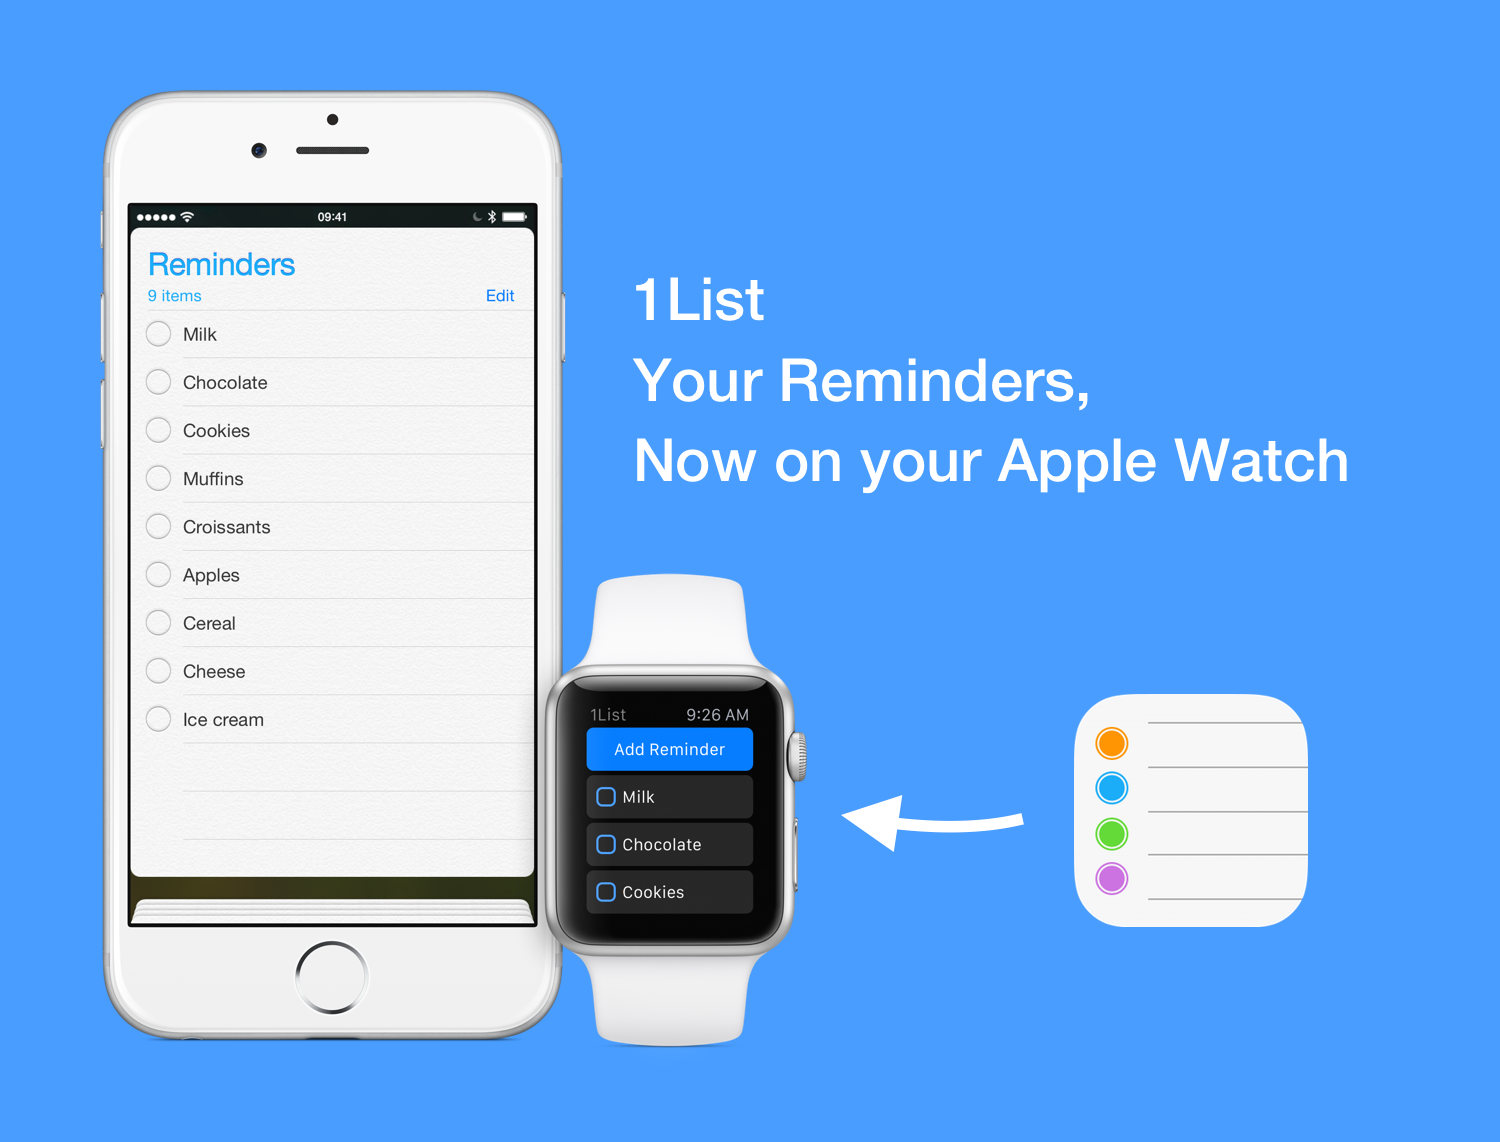 09:41
Reminders
9 items Edit
Milk
Chocolate
Cookies
Muffins
Croissants
Apples
Cereal
Cheese
Ice cream
1List
Your Reminders,
Now on your Apple Watch
1List 9:26 AM
Add Reminder
Milk
Chocolate
Cookies